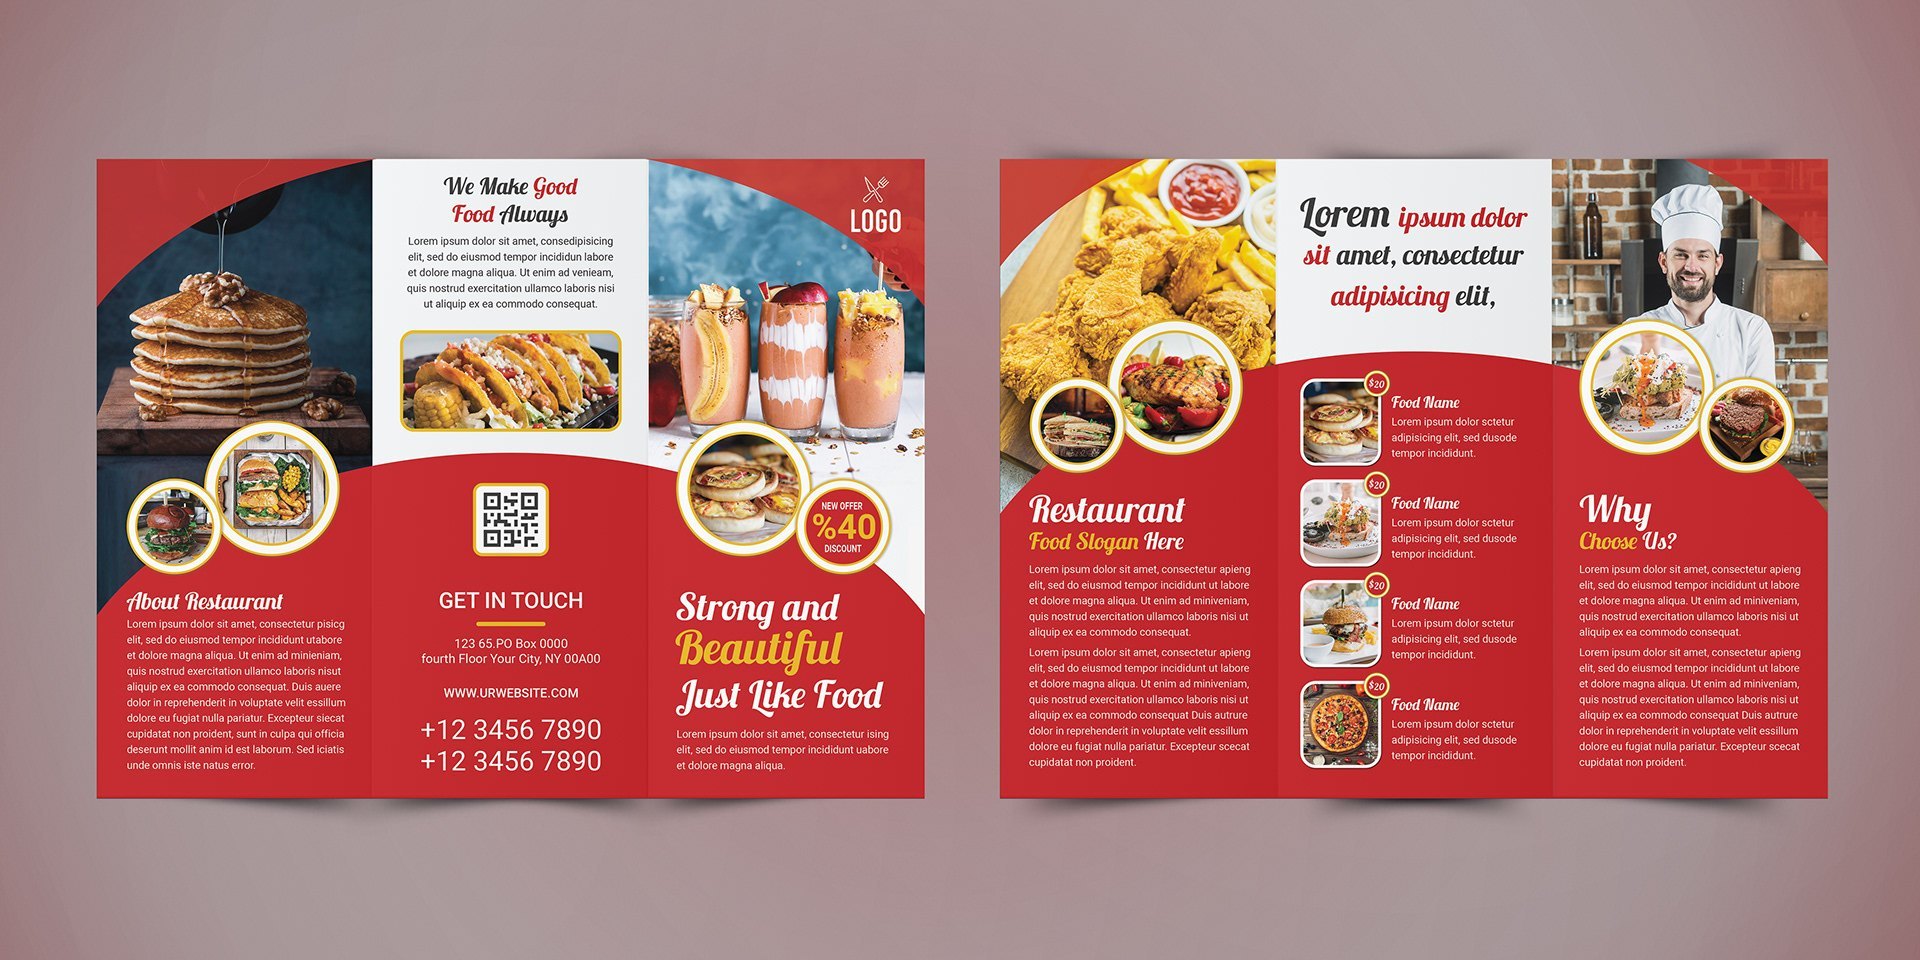 About Restaurant
Lorem ipsum dolor sit amet, consectetur pisicg
elit, sed do eiusmod tempor incididunt utabore
et dolore magna aliqua. Ut enim ad minieniam,
quis nostrud exercitation ullamco laboris nisiut
aliquip ex ea commodo consequat. Duis auere
dolor in reprehenderit in voluptate velit essillum
dolore eu fugiat nulla pariatur. Excepteur siecat
cupidatat non proident, sunt in culpa qui officia
deserunt mollit anim id est laborum. Sed iciatis
unde omnis iste natus error.
We Make Good
Food Always
Lorem ipsum dolor sit amet, consedipisicing
elit, sed do eiusmod tempor incididun labore
et dolore magna aliqua. Ut enim ad venieam,
quis nostrud exercitation ullamco laboris nisi
ut aliquip ex ea commodo consequat.
GET IN TOUCH
123 65.PO Box 0000
fourth Floor Your City, NY 00A00
WWW.URWEBSITE.COM
+12 3456 7890
+12 3456 7890
LOGO
NEW OFFER
%40
DISCOUNT
Strong and
Beautiful
Just Like Food
Lorem ipsum dolor sit amet, consectetur ising
elit, sed do eiusmod tempor incididunt uabore
et dolore magna aliqua.
Restaurant
Food Slogan Here
Lorem ipsum dolor sit amet, consectetur apieng
elit, sed do eiusmod tempor incididunt ut labore
et dolore magna aliqua. Ut enim ad miniveniam,
quis nostrud exercitation ullamco laboris nisi ut
aliquip ex ea commodo consequat.
Lorem ipsum dolor sit amet, consectetur apieng
elit, sed do eiusmod tempor incididunt ut labore
et dolore magna aliqua. Ut enim ad miniveniam,
quis nostrud exercitation ullamco laboris nisi ut
aliquip ex ea commodo consequat Duis autrure
dolor in reprehenderit in voluptate velit essillum
dolore eu fugiat nulla pariatur. Excepteur scecat
cupidatat non proident.
Lorem ipsum dolor
sit amet, consectetur
adipisicing elit,
$20
Food Name
Lorem ipsum dolor sctetur
adipisicing elit, sed dusode
tempor incididunt.
$20
Food Name
Lorem ipsum dolor sctetur
adipisicing elit, sed dusode
tempor incididunt.
$20
Food Name
Lorem ipsum dolor sctetur
adipisicing elit, sed dusode
tempor incididunt.
$20
Food Name
Lorem ipsum dolor sctetur
adipisicing elit, sed dusode
tempor incididunt.
Why
Choose Us?
Lorem ipsum dolor sit amet, consectetur apieng
elit, sed do eiusmod tempor incididunt ut labore
et dolore magna aliqua. Ut enim ad miniveniam,
quis nostrud exercitation ullamco laboris nisi ut
aliquip ex ea commodo consequat.
Lorem ipsum dolor sit amet, consectetur apieng
elit, sed do eiusmod tempor incididunt ut labore
et dolore magna aliqua. Ut enim ad miniveniam,
quis nostrud exercitation ullamco laboris nisi ut
aliquip ex ea commodo consequat Duis autrure
dolor in reprehenderit in voluptate velit essillum
dolore eu fugiat nulla pariatur. Excepteur scecat
cupidatat non proident.